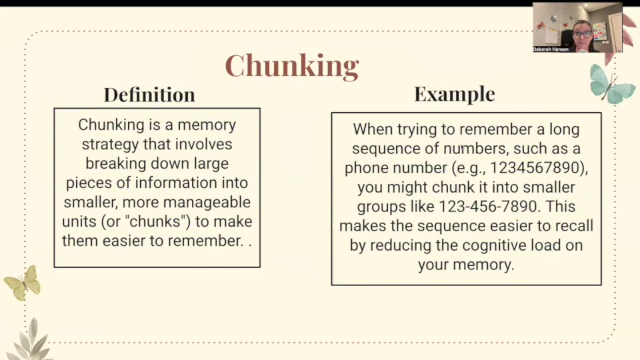 Deborah Hansen
Chunking
Definition
Chunking is a memory
strategy that involves
breaking down large
pieces of information into
smaller, more manageable
units (or "chunks") to make
them easier to remember. .
Example
When trying to remember a long
sequence of numbers, such as a
phone number (e.g., 1234567890),
you might chunk it into smaller
groups like 123-456-7890. This
makes the sequence easier to recall
by reducing the cognitive load on
your memory.